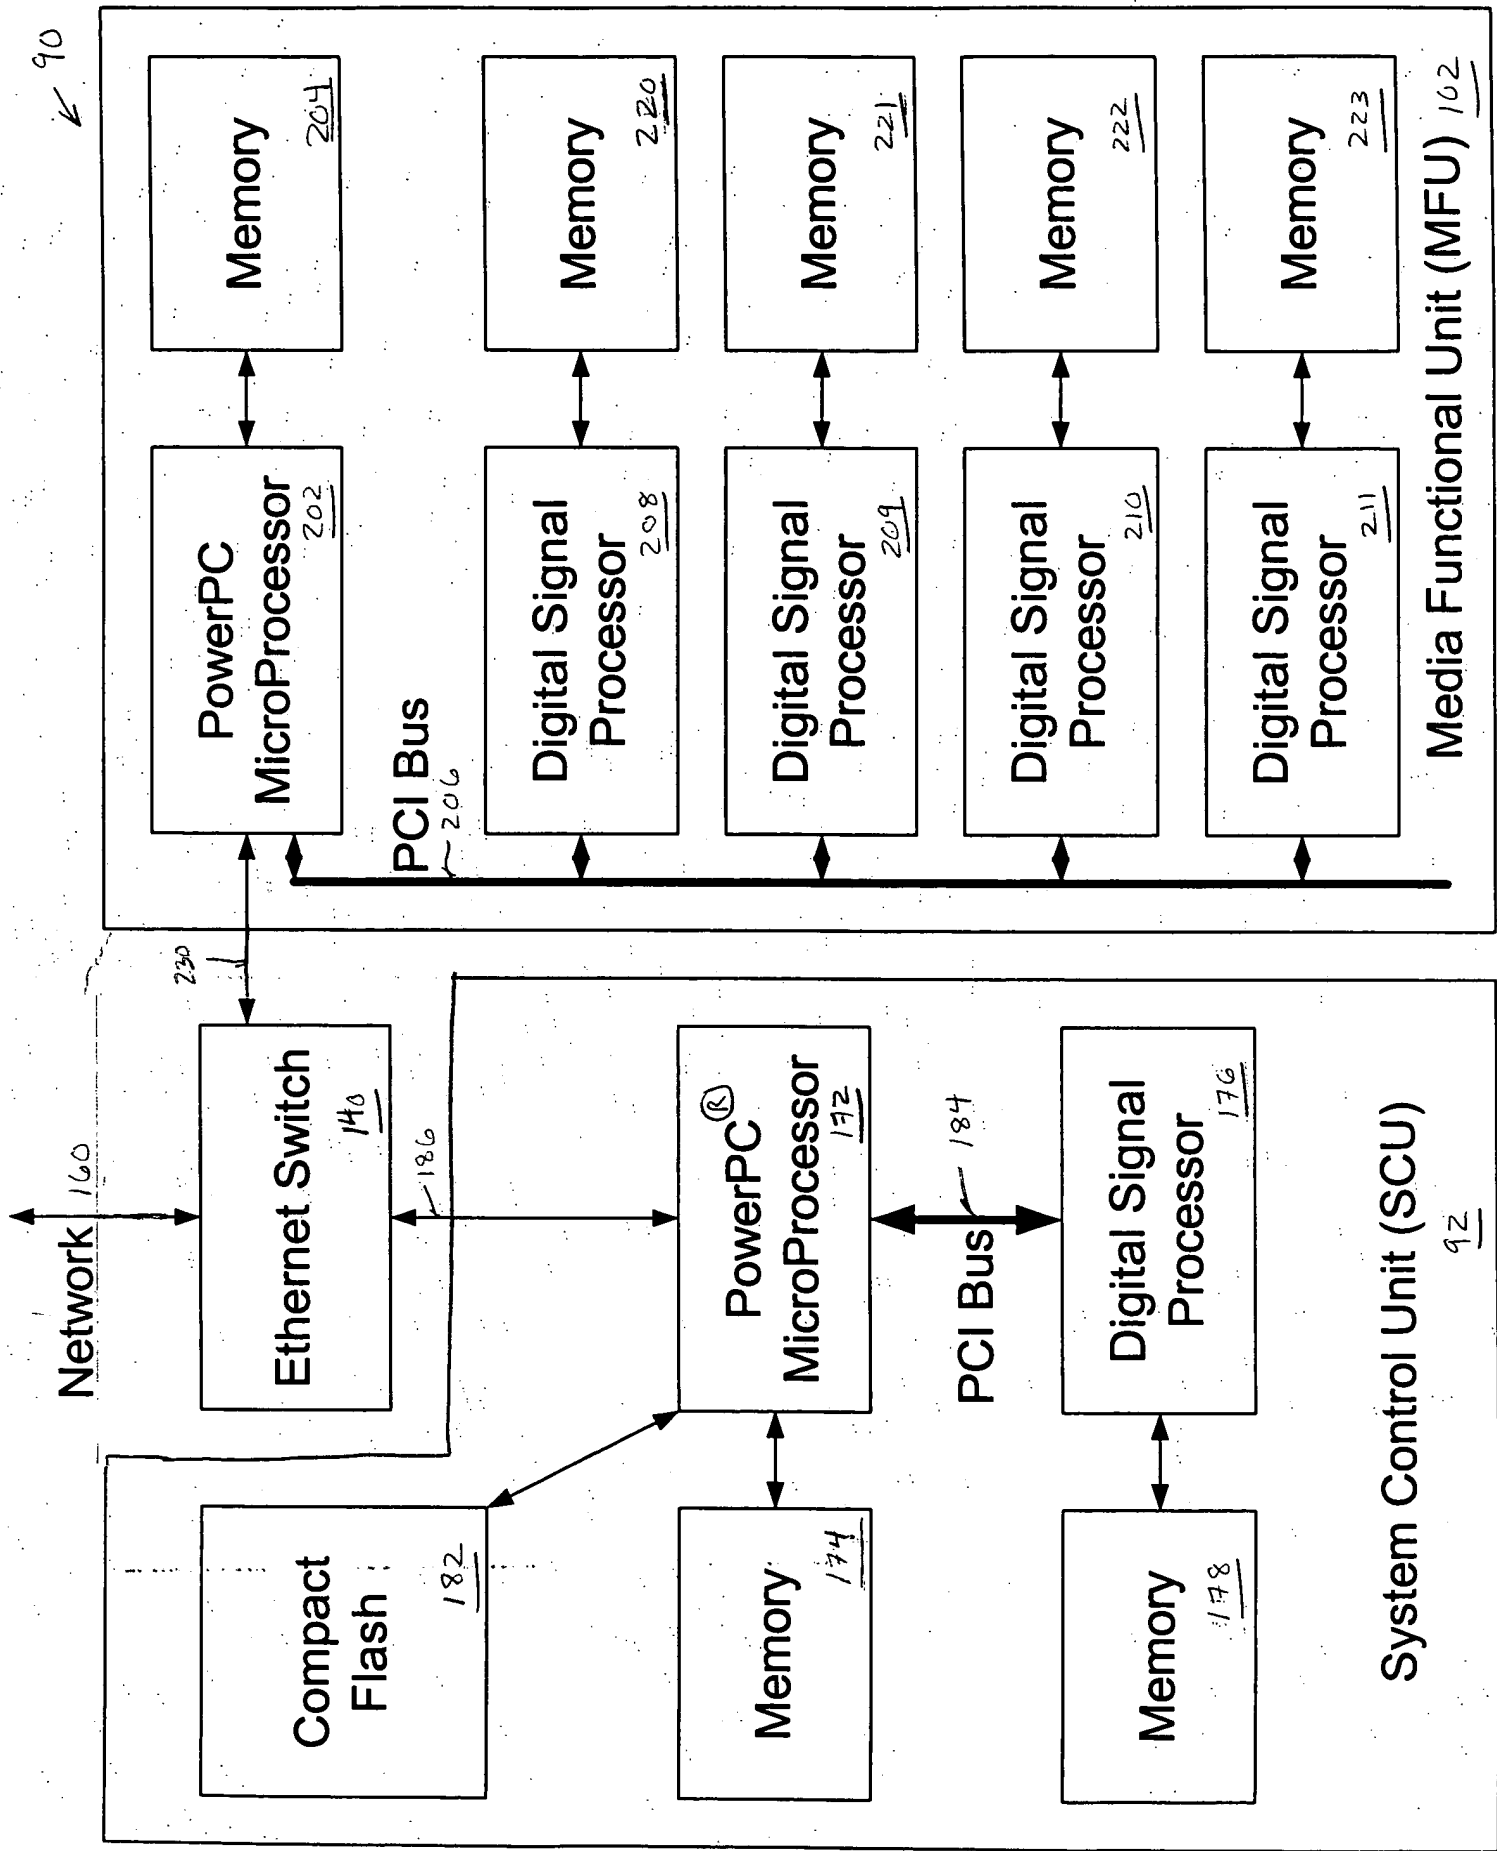 90
Network 160
Compact
Flash
182
Ethernet Switch
140
186
230
PowerPC
MicroProcessor
202
Memory
204
PCI Bus
206
Digital Signal
Processor
208
Memory
220
Memory
174
PowerPC ®
MicroProcessor
172
Digital Signal
Processor
209
Memory
221
PCI Bus
184
Digital Signal
Processor
210
Memory
222
Memory
178
Digital Signal
Processor
176
Digital Signal
Processor
211
Memory
223
System Control Unit (SCU)
92
Media Functional Unit (MFU) 102